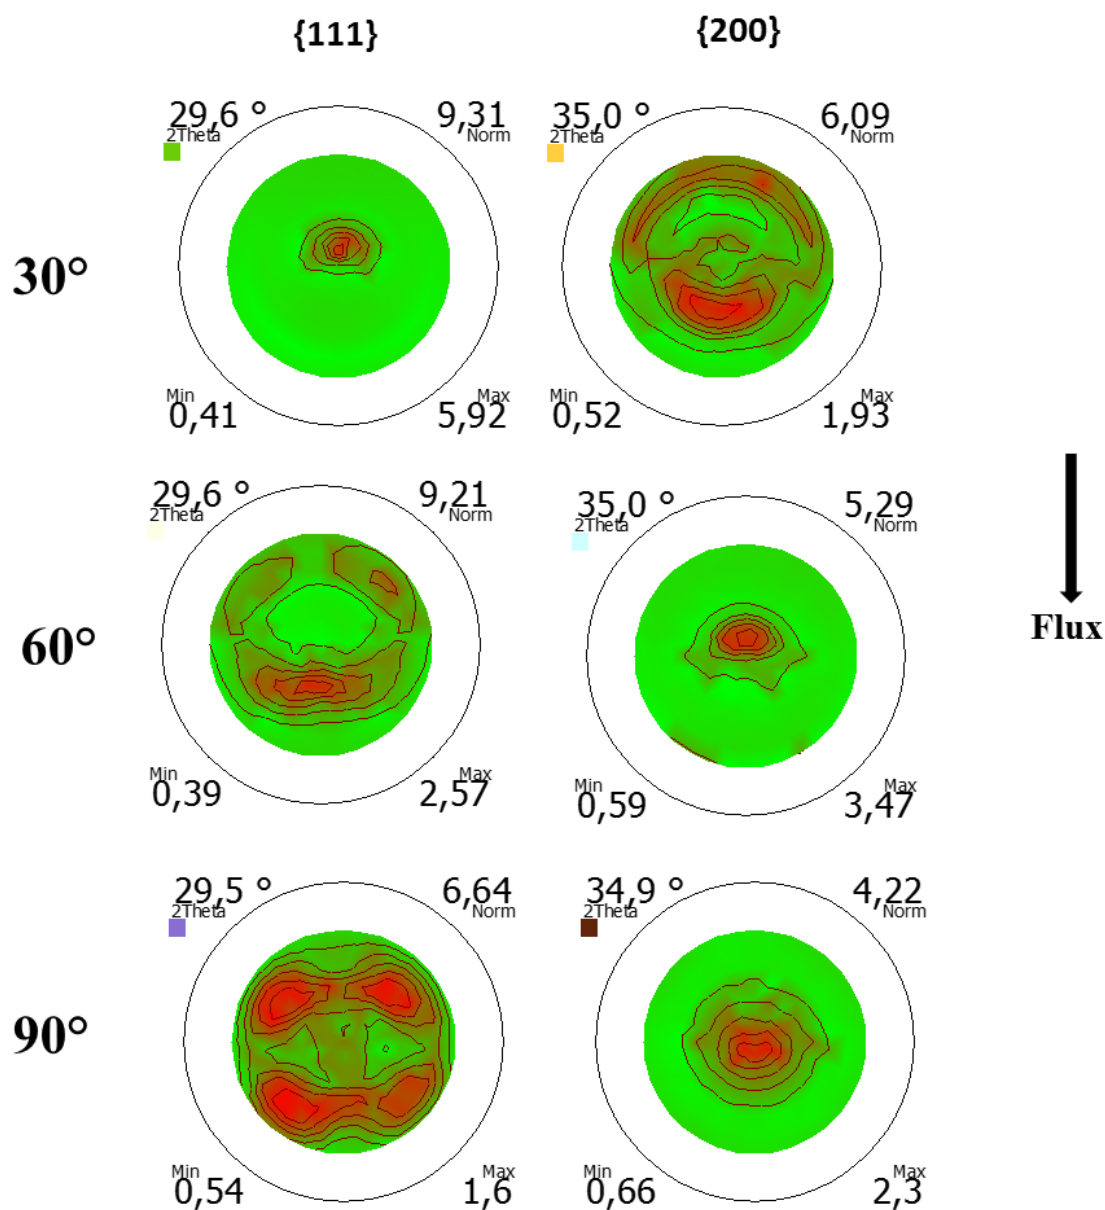 {111} {200}
29,6 ° 9,31 35,0 ° 6,09
2Theta Norm 2Theta Norm
30°
Min Max Min Max
0,41 5,92 0,52 1,93
29,6 ° 9,21 35,0 ° 5,29
2Theta Norm 2Theta Norm
60°
Flux
Min Max Min Max
0,39 2,57 0,59 3,47
29,5 ° 6,64 34,9 ° 4,22
2Theta Norm 2Theta Norm
90°
Min Max Min Max
0,54 1,6 0,66 2,3